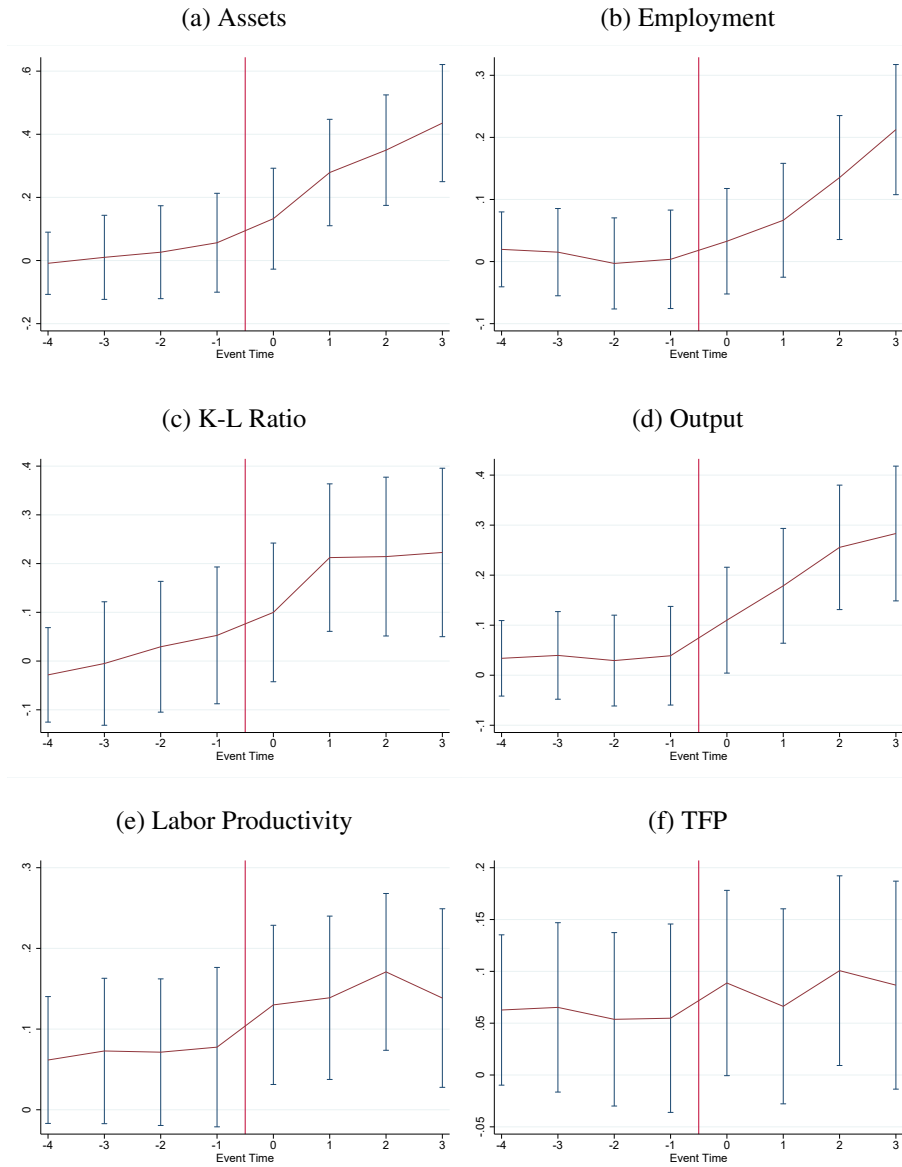 (a) Assets
(b) Employment
.6
.4
.2
0
-.2
-4 -3 -2 -1 0 1 2 3
Event Time
.3
.2
.1
0
-.1
-4 -3 -2 -1 0 1 2 3
Event Time
(c) K-L Ratio
(d) Output
.4
.3
.2
.1
0
-.1
-4 -3 -2 -1 0 1 2 3
Event Time
.4
.3
.2
.1
0
-.1
-4 -3 -2 -1 0 1 2 3
Event Time
(e) Labor Productivity
(f) TFP
.3
.2
.1
0
-4 -3 -2 -1 0 1 2 3
Event Time
.2
.15
.1
.05
0
-.05
-4 -3 -2 -1 0 1 2 3
Event Time